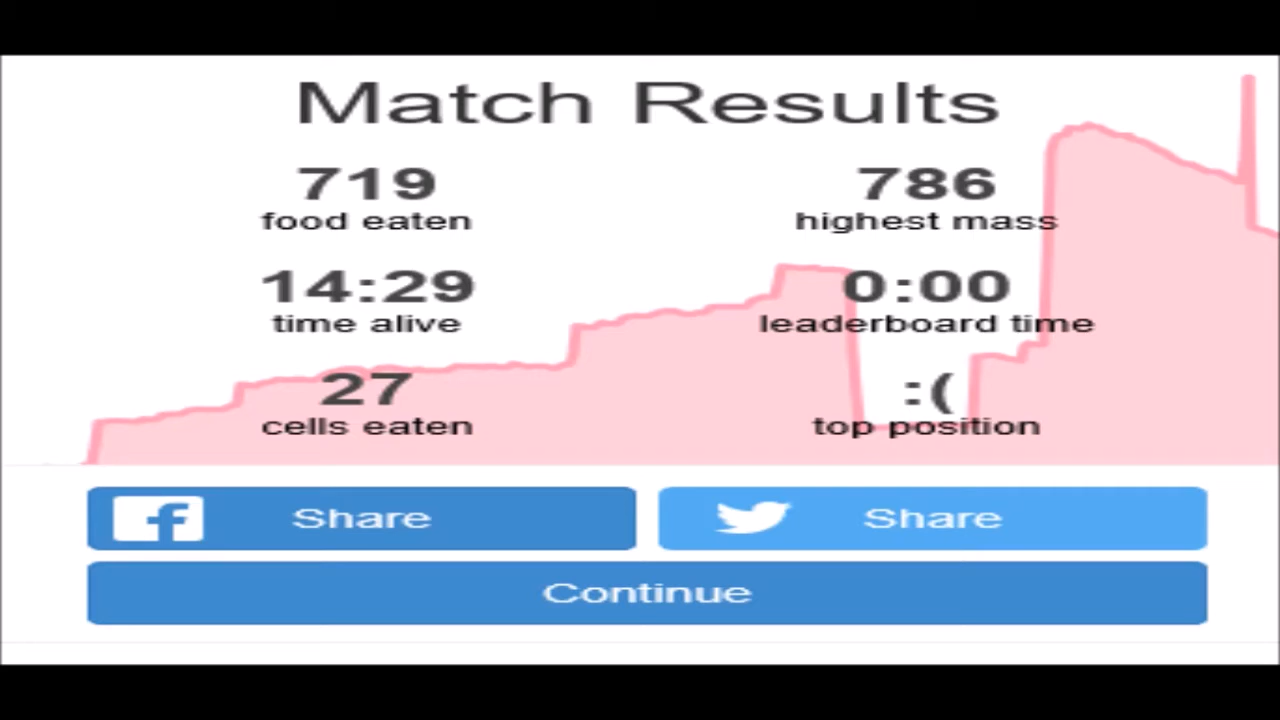 Match Results
719
food eaten
786
highest mass
14:29
time alive
0:00
leaderboard time
27
cells eaten
:(
top position
Share
Share
Continue